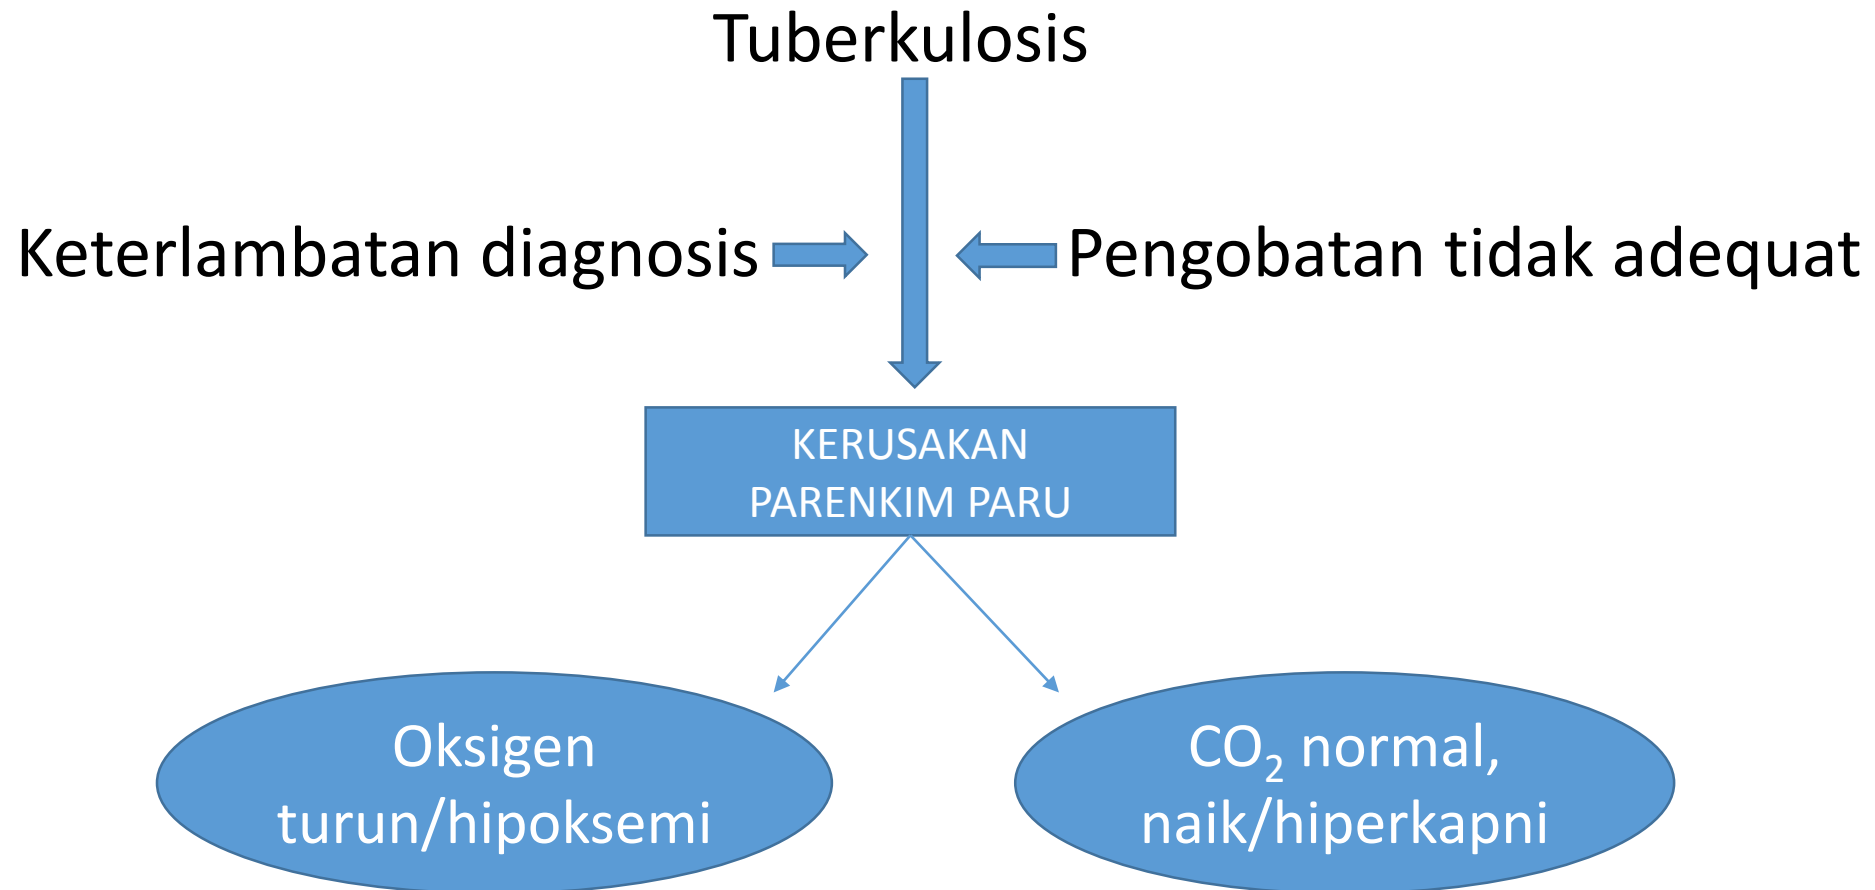 Tuberkulosis
Keterlambatan diagnosis
Pengobatan tidak adequat
KERUSAKAN
PARENKIM PARU
Oksigen
turun/hipoksemi
CO₂ normal,
naik/hiperkapni